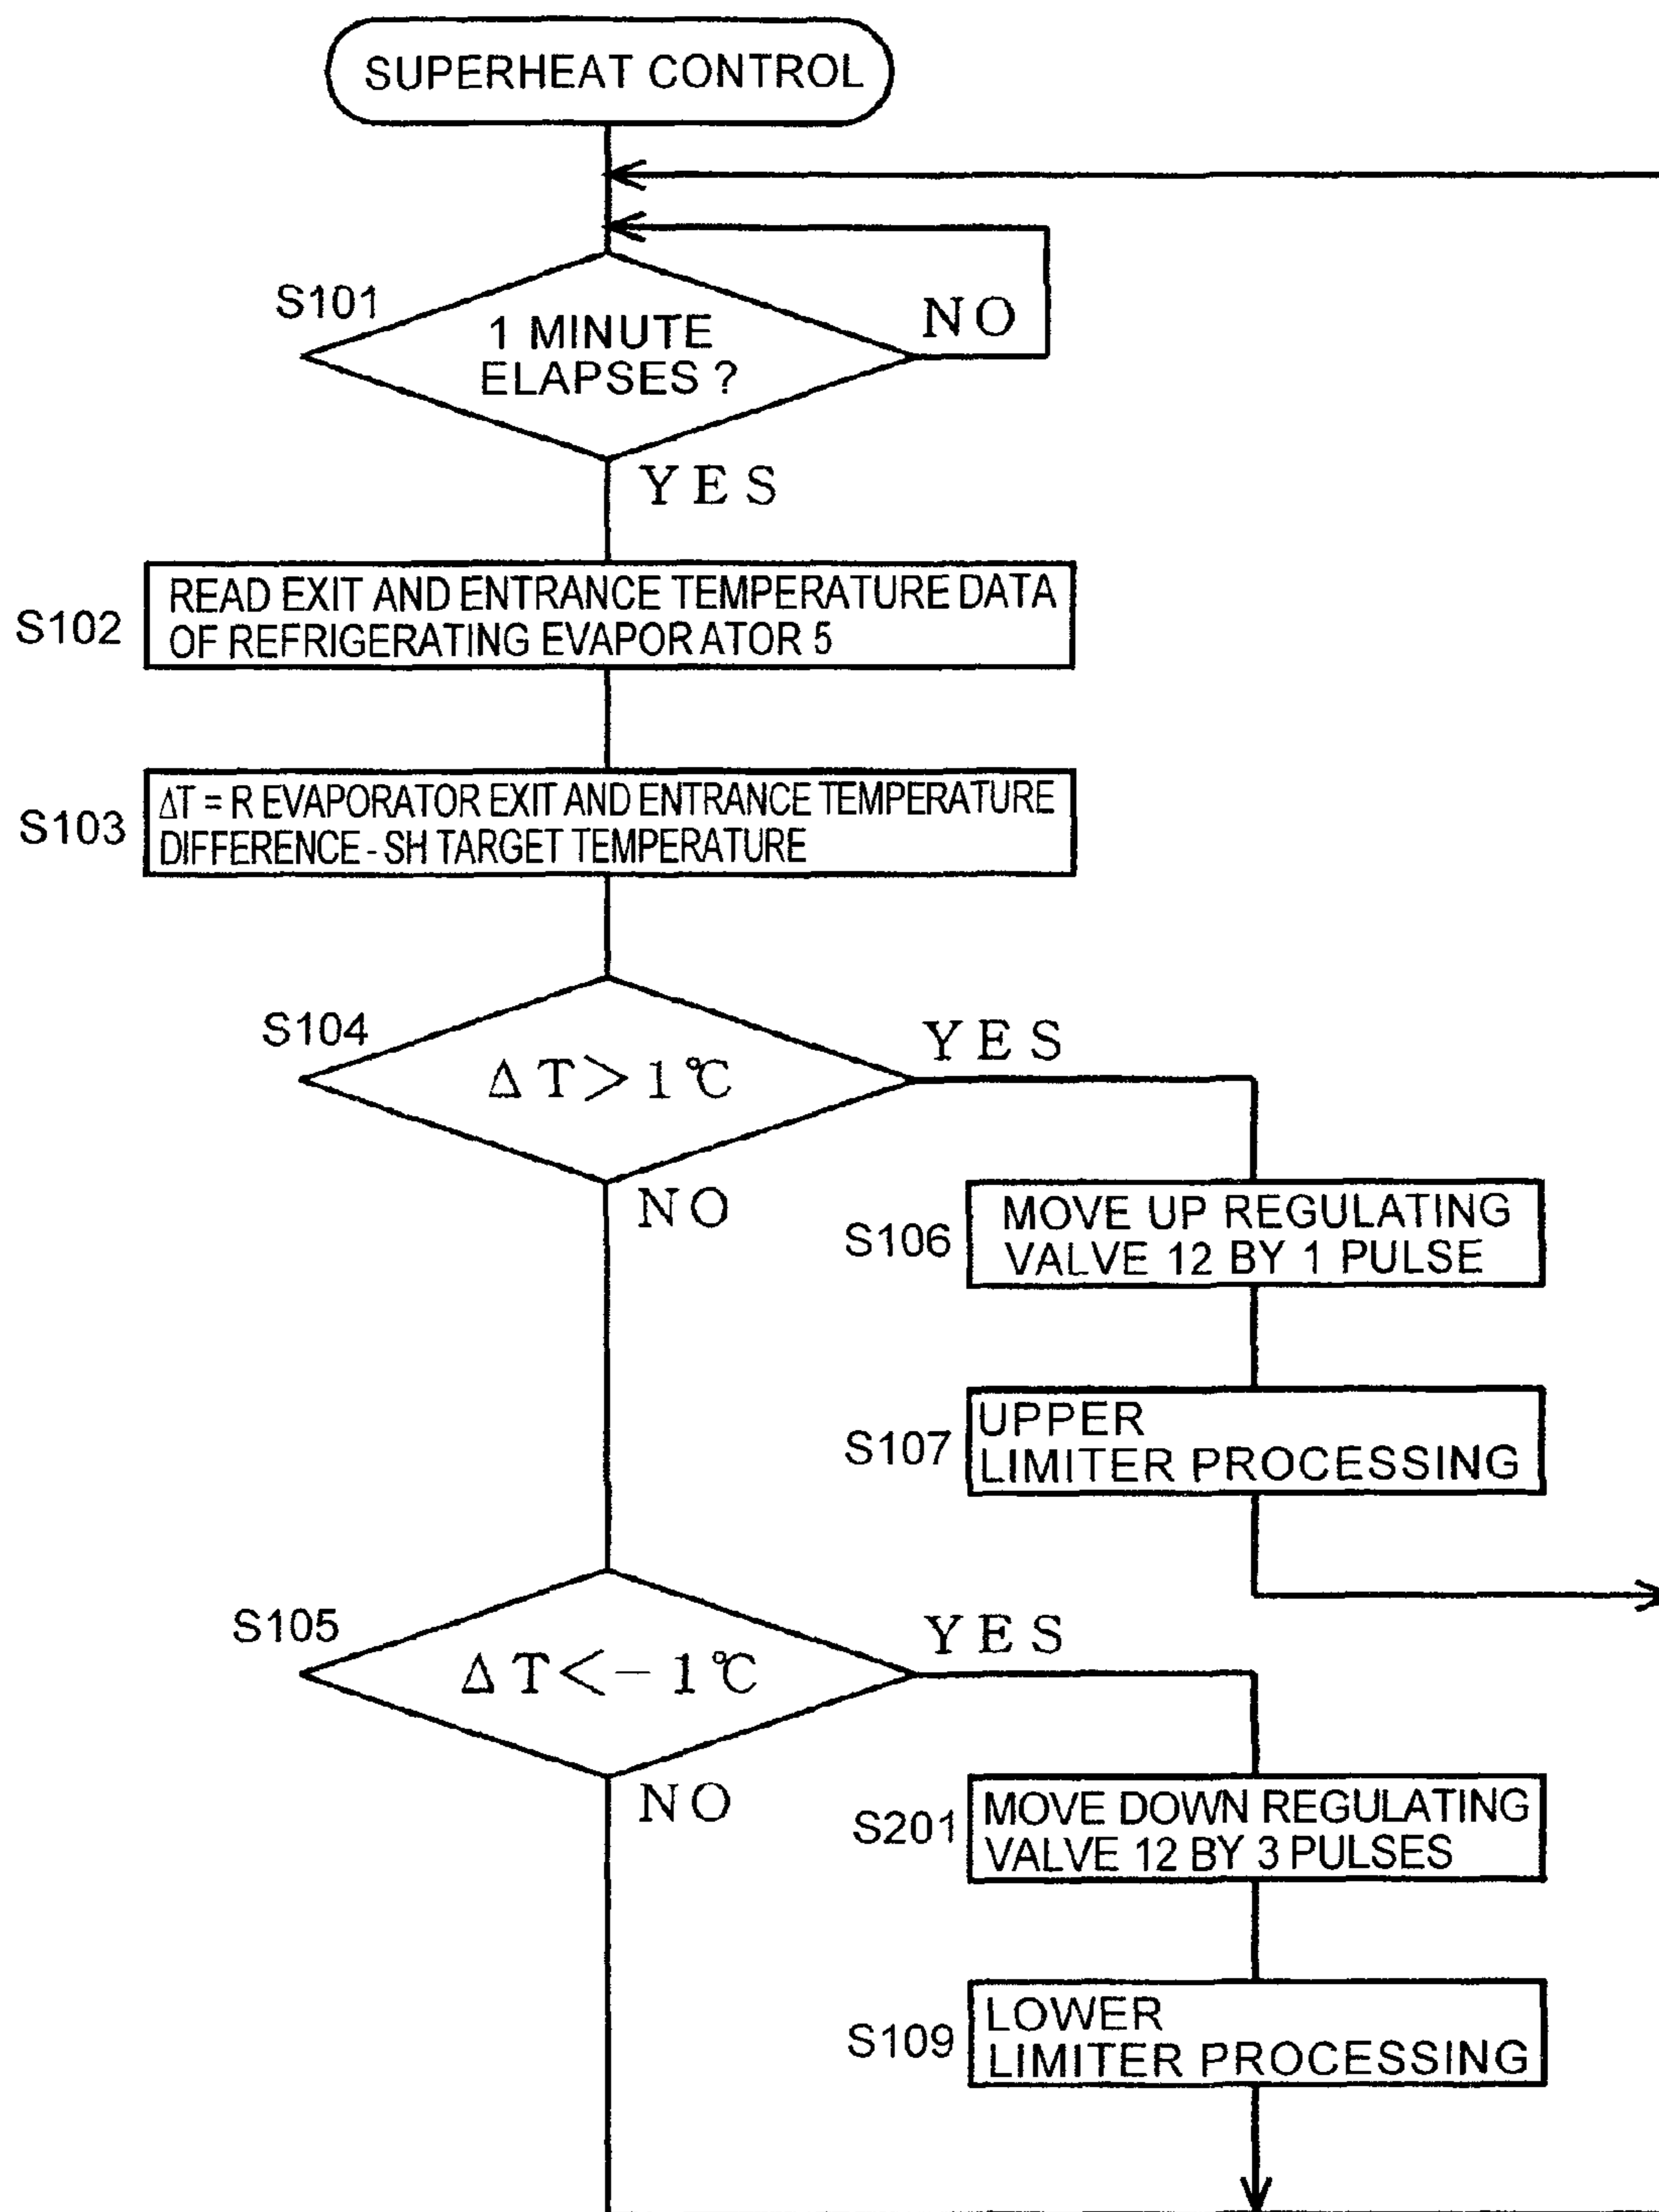 SUPERHEAT CONTROL
S101
1 MINUTE
ELAPSES ?
NO
YES
S102
READ EXIT AND ENTRANCE TEMPERATURE DATA
OF REFRIGERATING EVAPORATOR 5
S103
ΔT = R EVAPORATOR EXIT AND ENTRANCE TEMPERATURE
DIFFERENCE - SH TARGET TEMPERATURE
S104
ΔT > 1℃
YES
NO
S106
MOVE UP REGULATING
VALVE 12 BY 1 PULSE
S107
UPPER
LIMITER PROCESSING
S105
ΔT < − 1℃
YES
NO
S201
MOVE DOWN REGULATING
VALVE 12 BY 3 PULSES
S109
LOWER
LIMITER PROCESSING